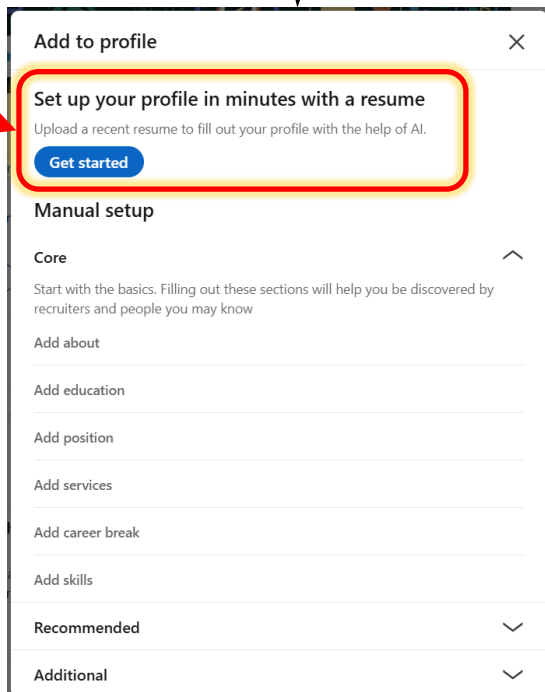 Add to profile
Set up your profile in minutes with a resume
Upload a recent resume to fill out your profile with the help of AI.
Get started
Manual setup
Core
Start with the basics. Filling out these sections will help you be discovered by
recruiters and people you may know
Add about
Add education
Add position
Add services
Add career break
Add skills
Recommended
Additional